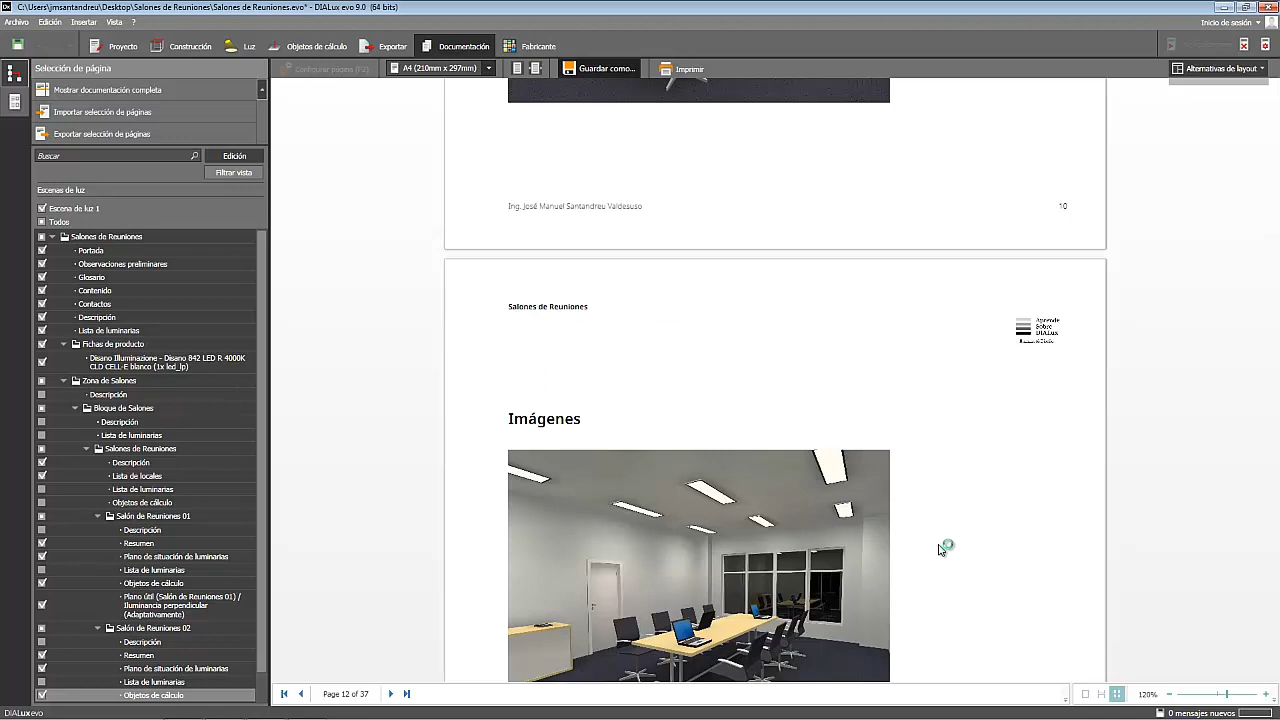 C:\Users\jmsantandreu\Desktop\Salones de Reuniones\Salones de Reuniones.evo* - DIALux evo 9.0 (64 bits)
Archivo Edición Insertar Vista ?
Inicio de sesión
Proyecto Construcción Luz Objetos de cálculo Exportar Documentación Fabricante
Selección de página
Configurar página (F2) A4 (210mm x 297mm) Guardar como... Imprimir Alternativas de layout
Mostrar documentación completa
Importar selección de páginas
Exportar selección de páginas
Buscar
Edición
Filtrar vista
Escenas de luz
Escena de luz 1
Todos
Salones de Reuniones
Portada
Observaciones preliminares
Glosario
Contenido
Contactos
Descripción
Lista de luminarias
Fichas de producto
Disano Illuminazione - Disano 842 LED R 4000K
CLD CELL-E blanco (1x led_lp)
Zona de Salones
Descripción
Bloque de Salones
Descripción
Lista de luminarias
Salones de Reuniones
Descripción
Lista de locales
Lista de luminarias
Objetos de cálculo
Salón de Reuniones 01
Descripción
Resumen
Plano de situación de luminarias
Lista de luminarias
Objetos de cálculo
Plano útil (Salón de Reuniones 01) /
Iluminancia perpendicular
(Adaptativamente)
Salón de Reuniones 02
Descripción
Resumen
Plano de situación de luminarias
Lista de luminarias
Objetos de cálculo
Ing. José Manuel Santandreu Valdesuso
10
Salones de Reuniones
Aprende
Sobre
DIALux
Imágenes
Page 12 of 37
120%
DIALux evo
0 mensajes nuevos